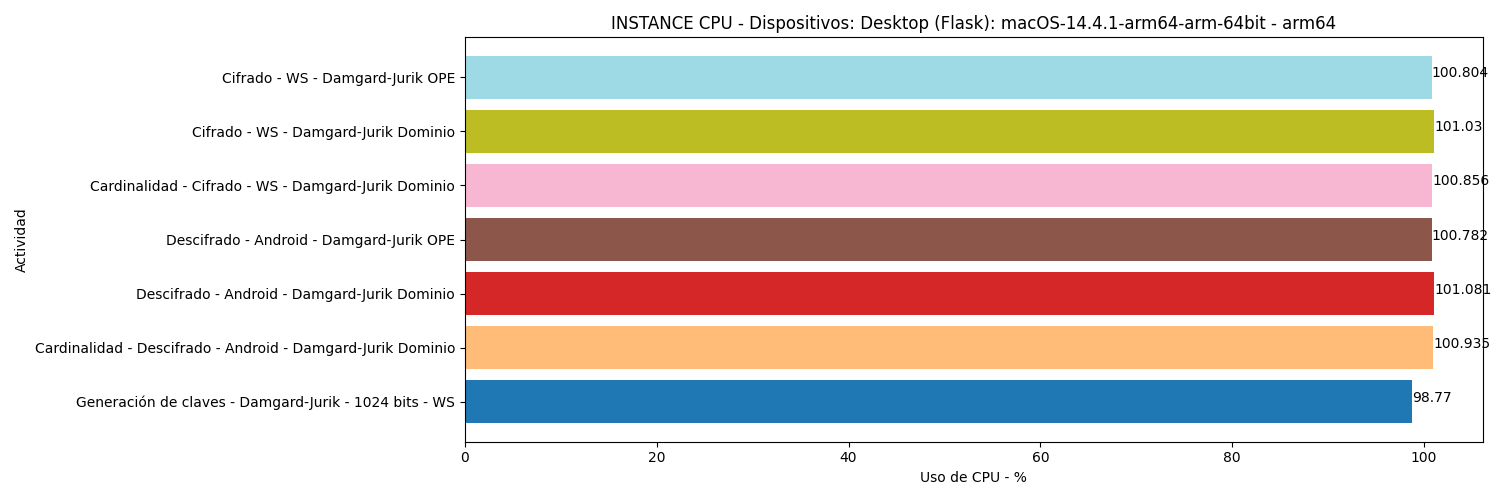 INSTANCE CPU - Dispositivos: Desktop (Flask): macOS-14.4.1-arm64-arm-64bit - arm64
Actividad
Cifrado - WS - Damgard-Jurik OPE 100.804
Cifrado - WS - Damgard-Jurik Dominio 101.03
Cardinalidad - Cifrado - WS - Damgard-Jurik Dominio 100.856
Descifrado - Android - Damgard-Jurik OPE 100.782
Descifrado - Android - Damgard-Jurik Dominio 101.081
Cardinalidad - Descifrado - Android - Damgard-Jurik Dominio 100.935
Generación de claves - Damgard-Jurik - 1024 bits - WS 98.77
0 20 40 60 80 100
Uso de CPU - %